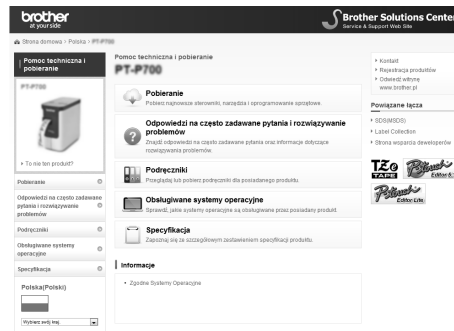 brother
at your side
Brother Solutions Cente
Service & Support Web Site
Strona domowa > Polska > PT-P700
Pomoc techniczna i
pobieranie
PT-P700
To nie ten produkt?
Pobieranie
Odpowiedzi na często zadawane
pytania i rozwiązywanie
problemów
Podręczniki
Obsługiwane systemy
operacyjne
Specyfikacja
Polska(Polski)
Wybierz swój kraj.
Pomoc techniczna i pobieranie
PT-P700
Pobieranie
Pobierz najnowsze sterowniki, narzędzia i oprogramowanie sprzętowe.
Odpowiedzi na często zadawane pytania i rozwiązywanie
problemów
Znajdź odpowiedzi na często zadawane pytania oraz informacje dotyczące
rozwiązywania problemów.
Podręczniki
Przeglądaj lub pobierz podręczniki dla posiadanego produktu.
Obsługiwane systemy operacyjne
Sprawdź, jakie systemy operacyjne są obsługiwane przez posiadany produkt.
Specyfikacja
Zapoznaj się ze szczegółowym zestawieniem specyfikacji produktu.
Informacje
Zgodne Systemy Operacyjne
Kontakt
Rejestracja produktów
Odwiedź witrynę
www.brother.pl
Powiązane łącza
SDS(MSDS)
Label Collection
Strona wsparcia deweloperów
TZe
TAPE
P-touch
Editor 5.
P-touch
Editor Lite